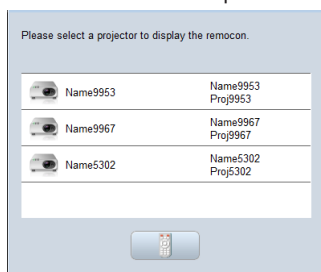 Please select a projector to display the remocon.
Name9953 Name9953
Proj9953
Name9967 Name9967
Proj9967
Name5302 Name5302
Proj5302